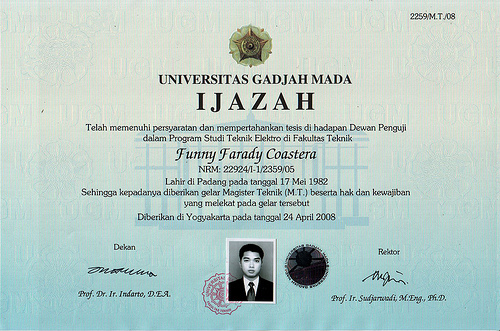 2259/M.T./08
UNIVERSITAS GADJAH MADA
IJAZAH
Telah memenuhi persyaratan dan mempertahankan tesis di hadapan Dewan Penguji
dalam Program Studi Teknik Elektro di Fakultas Teknik
Funny Farady Coastera
NRM: 22924/I-1/2359/05
Lahir di Padang pada tanggal 17 Mei 1982
Sehingga kepadanya diberikan gelar Magister Teknik (M.T.) beserta hak dan kewajiban
yang melekat pada gelar tersebut
Diberikan di Yogyakarta pada tanggal 24 April 2008
Dekan
Rektor
Prof. Dr. Ir. Indarto, D.E.A.
Prof. Ir. Sudjarwadi, M.Eng., Ph.D.